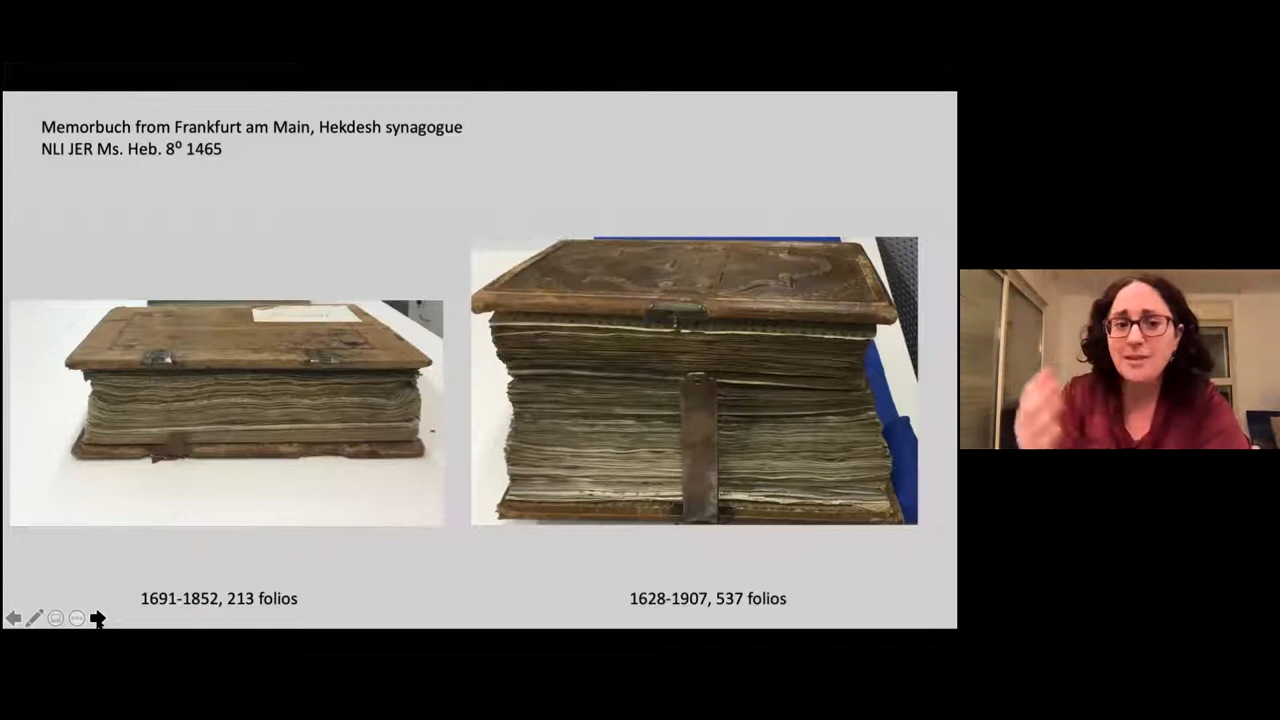 Memorbuch from Frankfurt am Main, Hekdesh synagogue
NLI JER Ms. Heb. 8⁰ 1465
1691-1852, 213 folios
1628-1907, 537 folios